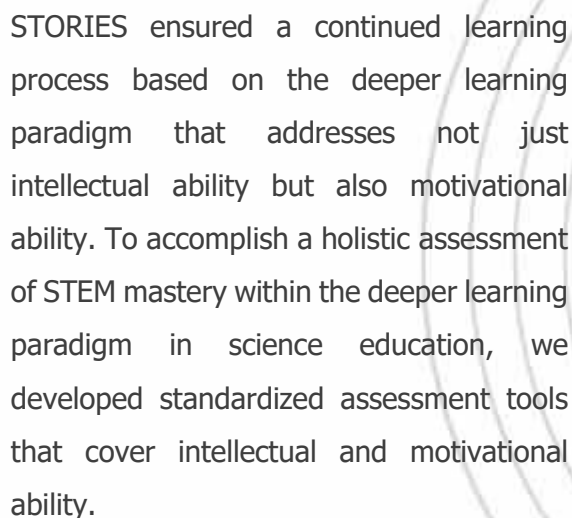 STORIES ensured a continued learning
process based on the deeper learning
paradigm that addresses not just
intellectual ability but also motivational
ability. To accomplish a holistic assessment
of STEM mastery within the deeper learning
paradigm in science education, we
developed standardized assessment tools
that cover intellectual and motivational
ability.